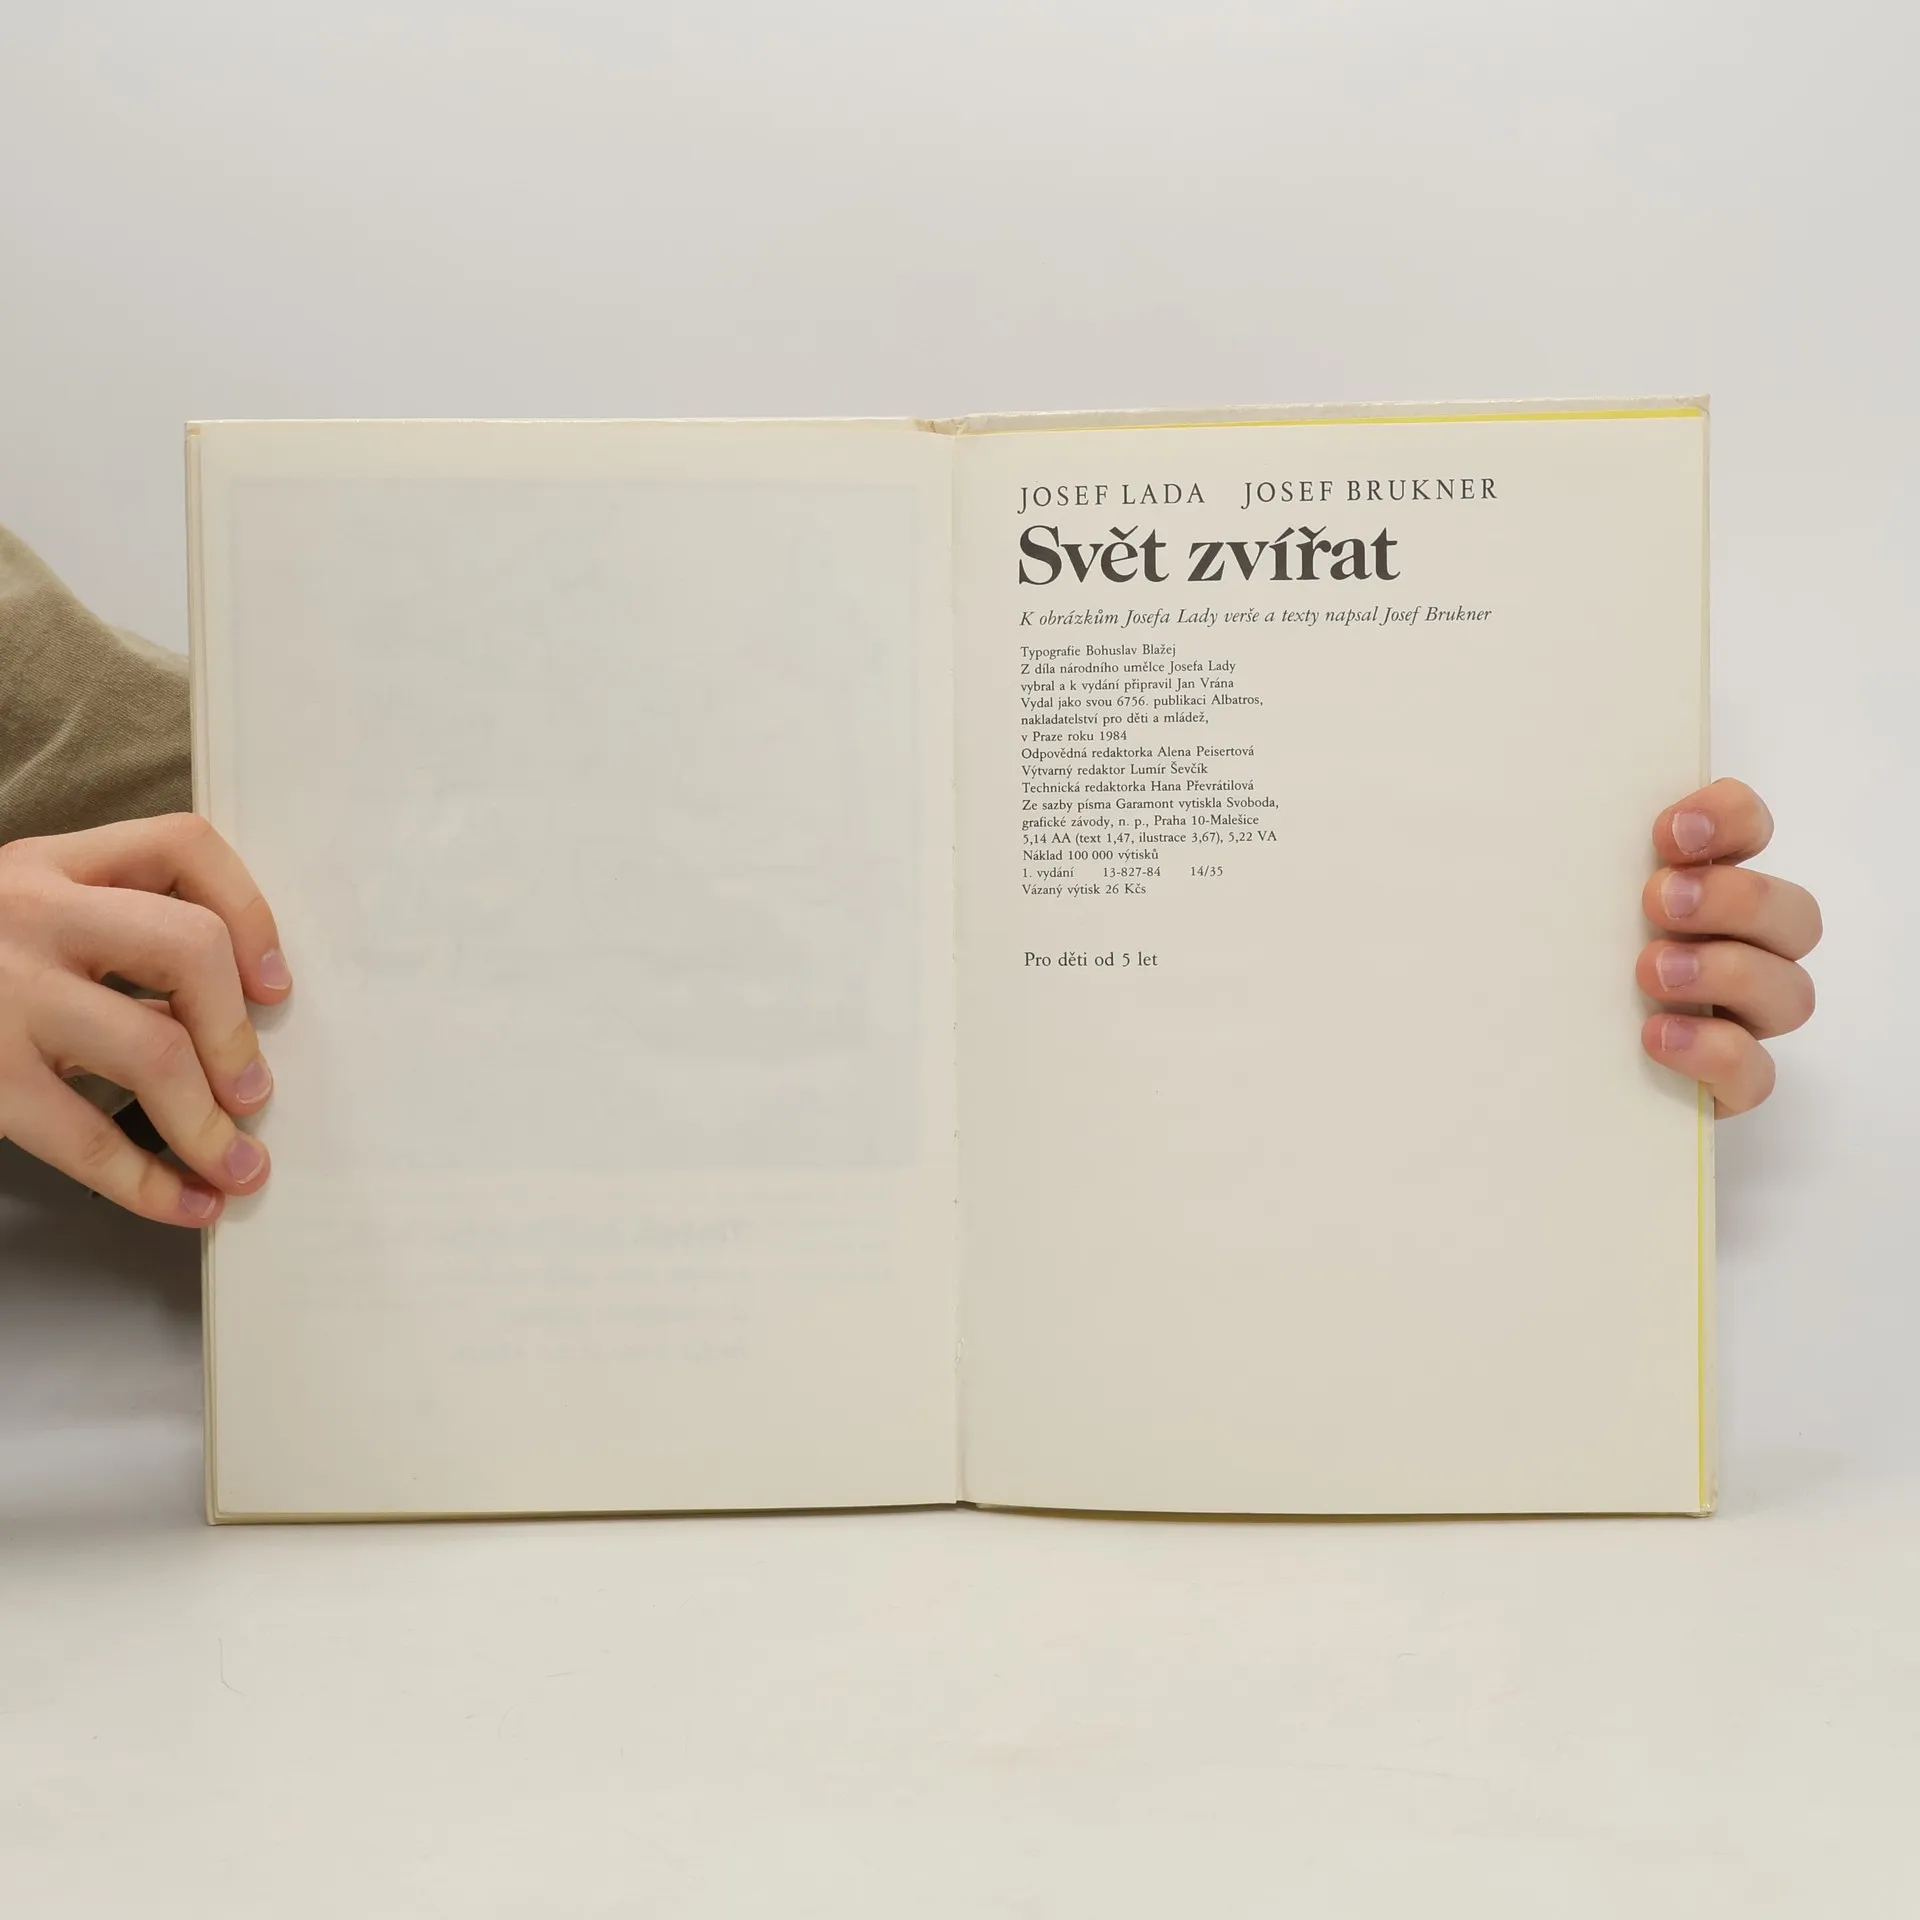 JOSEF LADA JOSEF BRUKNER
Svět zvířat
K obrázkům Josefa Lady verše a texty napsal Josef Brukner
Typografie Bohuslav Blažej
Z díla národního umělce Josefa Lady
vybral a k vydání připravil Jan Vrána
Vydal jako svou 6756. publikaci Albatros,
nakladatelství pro děti a mládež,
v Praze roku 1984
Odpovědná redaktorka Alena Peisertová
Výtvarný redaktor Lumír Ševčík
Technická redaktorka Hana Převrátilová
Ze sazby písma Garamont vytiskla Svoboda,
grafické závody, n. p., Praha 10-Malešice
5,14 AA (text 1,47, ilustrace 3,67), 5,22 VA
Náklad 100 000 výtisků
1. vydání 13-827-84 14/35
Vázaný výtisk 26 Kčs
Pro děti od 5 let